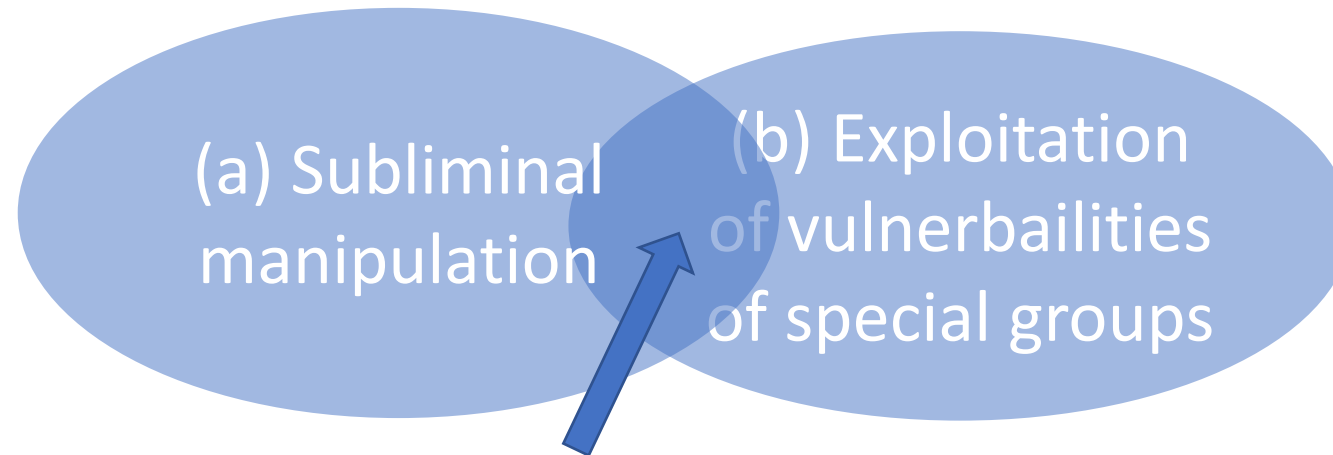 (a) Subliminal
manipulation
(b) Exploitation
of vulnerbailities
of special groups